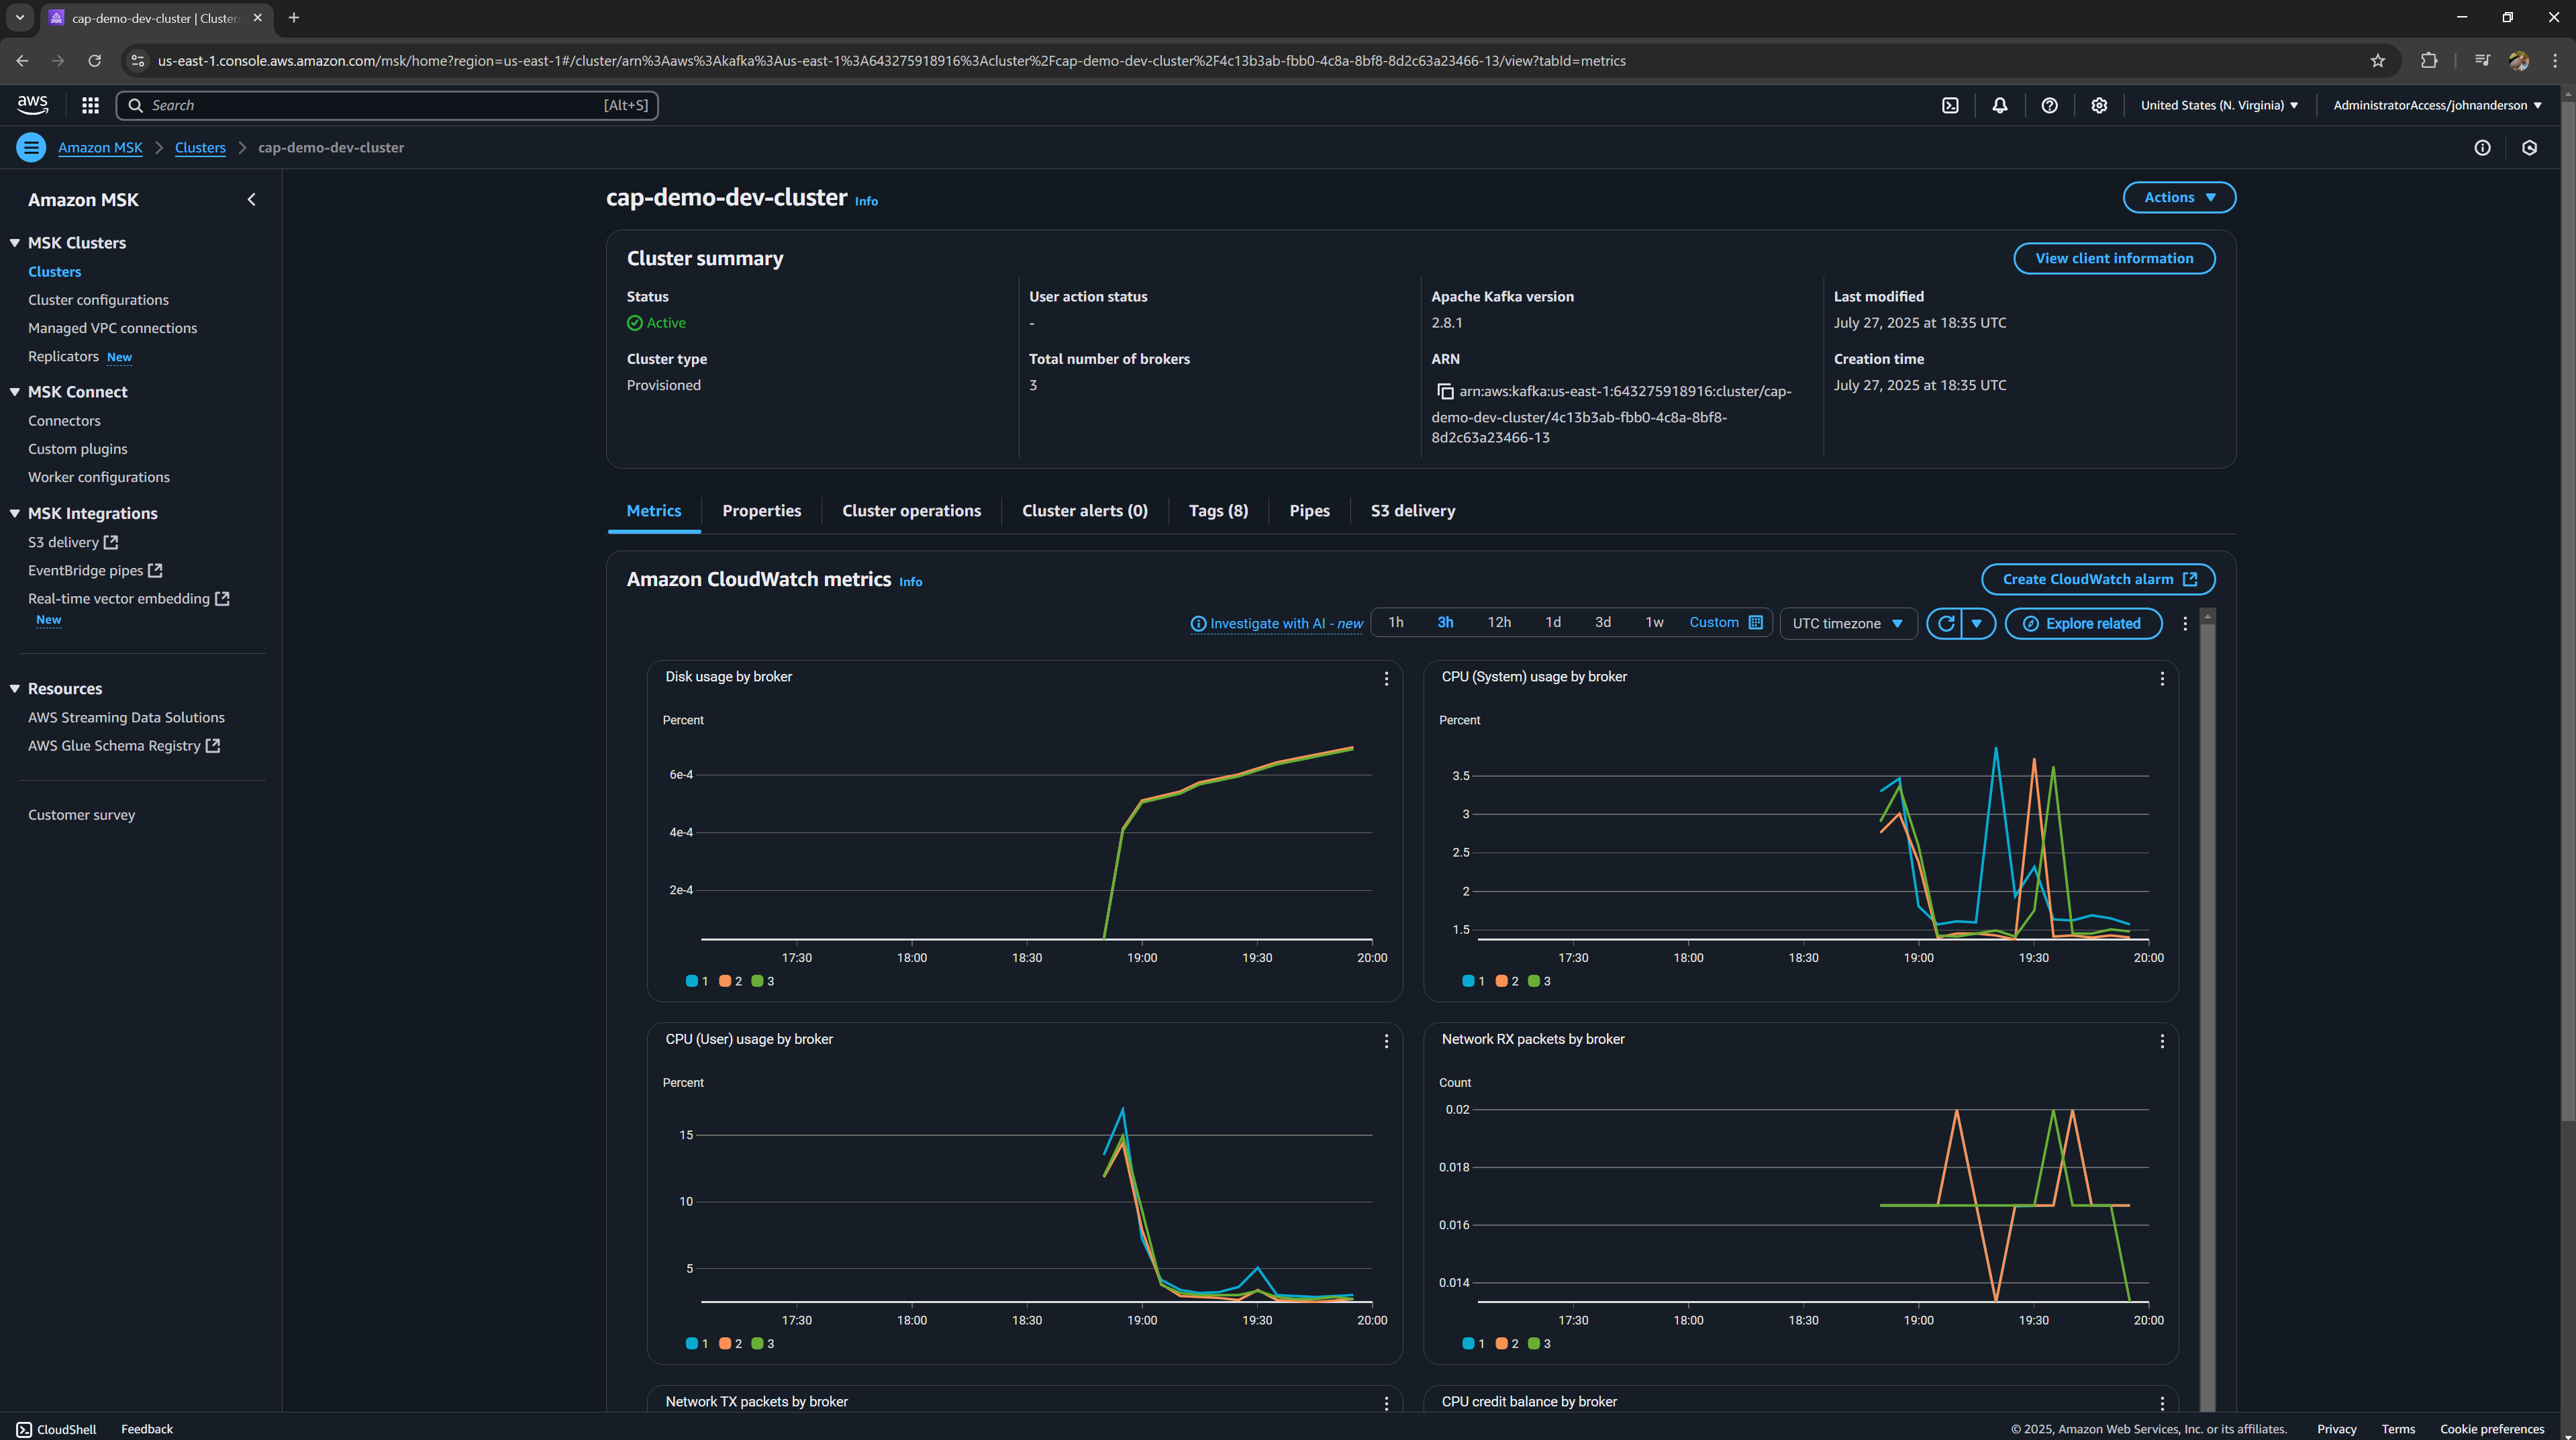 cap-demo-dev-cluster | Cluster
us-east-1.console.aws.amazon.com/msk/home?region=us-east-1#/cluster/arn%3Aaws%3Akafka%3Aus-east-1%3A643275918916%3Acluster%2Fcap-demo-dev-cluster%2F4c13b3ab-fbb0-4c8a-8bf8-8d2c63a23466-13/view?tabId=metrics
aws Search [Alt+S] United States (N. Virginia) AdministratorAccess/johnanderson
Amazon MSK Clusters cap-demo-dev-cluster
Amazon MSK
MSK Clusters
Clusters
Cluster configurations
Managed VPC connections
Replicators New
MSK Connect
Connectors
Custom plugins
Worker configurations
MSK Integrations
S3 delivery
EventBridge pipes
Real-time vector embedding
New
Resources
AWS Streaming Data Solutions
AWS Glue Schema Registry
Customer survey
cap-demo-dev-cluster Info
Actions
Cluster summary
View client information
Status
Active
Cluster type
Provisioned
User action status
-
Total number of brokers
3
Apache Kafka version
2.8.1
ARN
arn:aws:kafka:us-east-1:643275918916:cluster/cap-
demo-dev-cluster/4c13b3ab-fbb0-4c8a-8bf8-
8d2c63a23466-13
Last modified
July 27, 2025 at 18:35 UTC
Creation time
July 27, 2025 at 18:35 UTC
Metrics Properties Cluster operations Cluster alerts (0) Tags (8) Pipes S3 delivery
Amazon CloudWatch metrics Info
Create CloudWatch alarm
Investigate with AI - new 1h 3h 12h 1d 3d 1w Custom UTC timezone Explore related
Disk usage by broker
Percent
6e-4
4e-4
2e-4
17:30 18:00 18:30 19:00 19:30 20:00
1 2 3
CPU (System) usage by broker
Percent
3.5
3
2.5
2
1.5
17:30 18:00 18:30 19:00 19:30 20:00
1 2 3
CPU (User) usage by broker
Percent
15
10
5
17:30 18:00 18:30 19:00 19:30 20:00
1 2 3
Network RX packets by broker
Count
0.02
0.018
0.016
0.014
17:30 18:00 18:30 19:00 19:30 20:00
1 2 3
Network TX packets by broker
CPU credit balance by broker
CloudShell Feedback
© 2025, Amazon Web Services, Inc. or its affiliates. Privacy Terms Cookie preferences